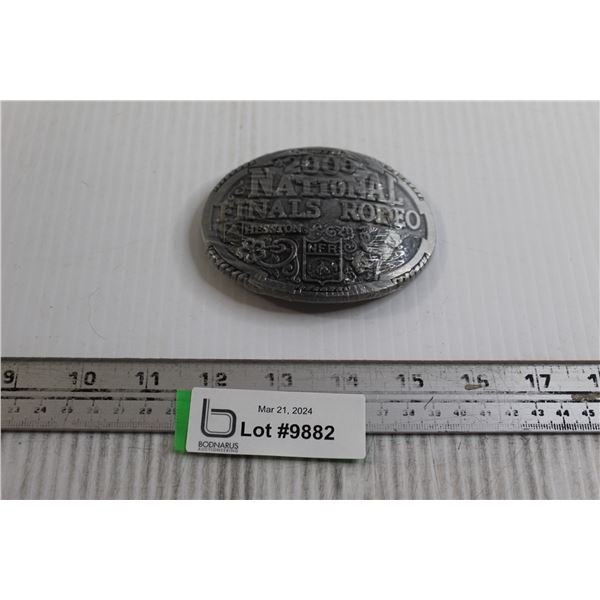 2000
NATIONAL
FINALS RODEO
HESSTON
NFR
9 10 11 12 13 14 15 16 17
Mar 21, 2024
Lot #9882
BODNARUS
AUCTIONEERING